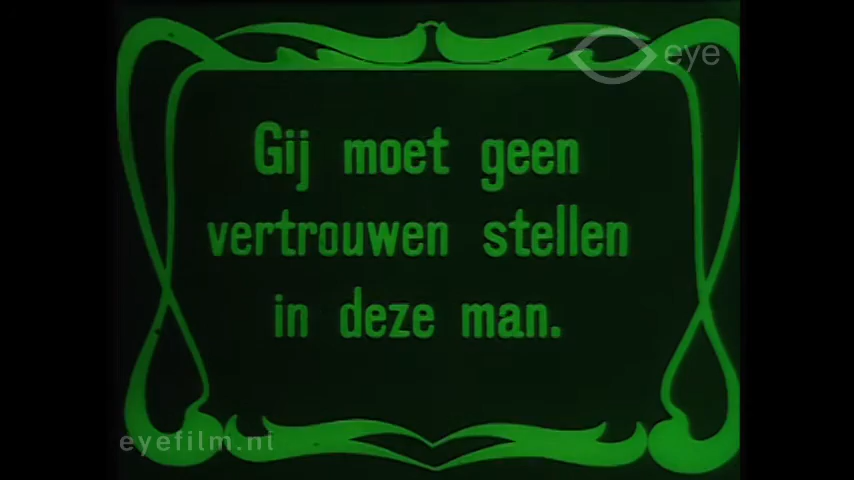 eye
Gij moet geen
vertrouwen stellen
in deze man.
eyefilm.nl